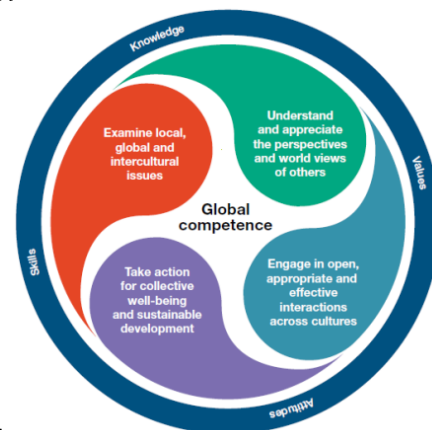 Knowledge
Examine local,
global and
intercultural
issues
Understand
and appreciate
the perspectives
and world views
of others
Values
Global
competence
Skills
Take action
for collective
well-being
and sustainable
development
Engage in open,
appropriate and
effective
interactions
across cultures
Attitudes